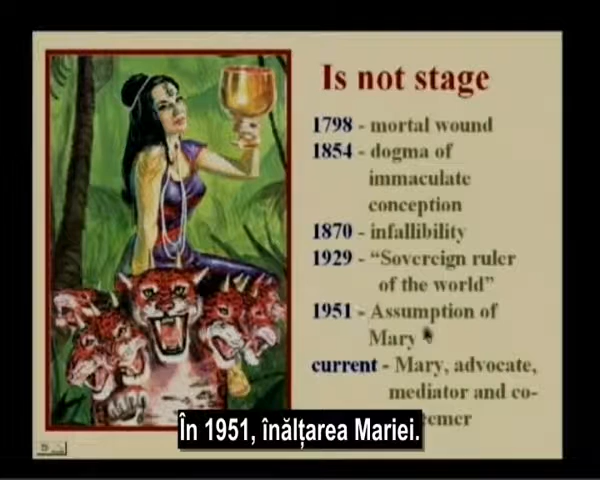 Is not stage
1798 - mortal wound
1854 - dogma of
immaculate
conception
1870 - infallibility
1929 - “Sovereign ruler
of the world”
1951 - Assumption of
Mary
current - Mary, advocate,
mediator and co-
În 1951, înălțarea Mariei.